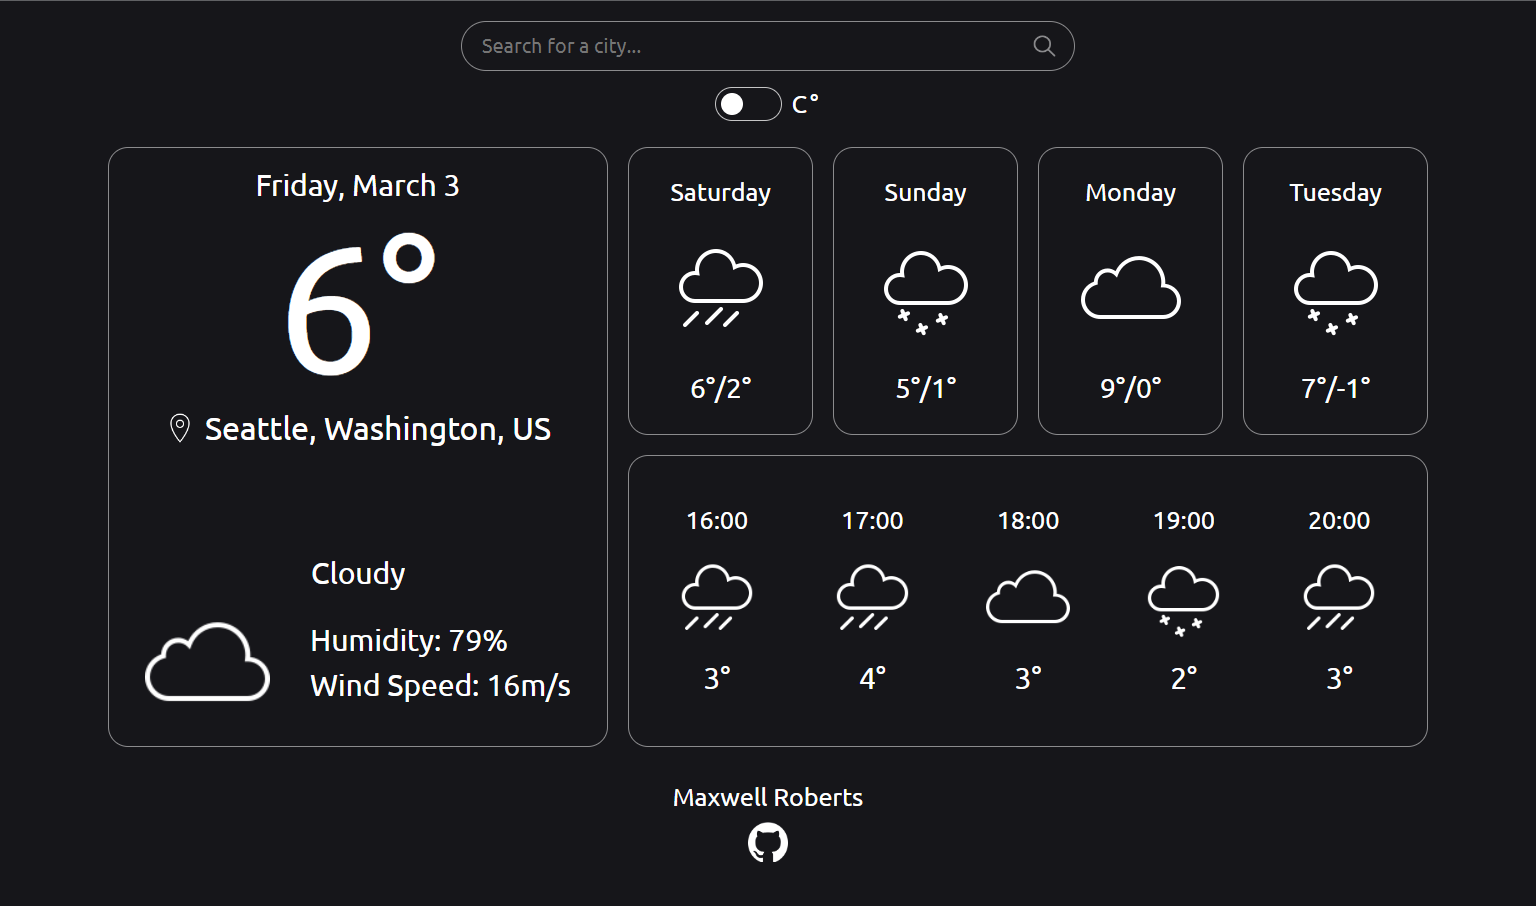 Search for a city...
C°
Friday, March 3
6°
Seattle, Washington, US
Cloudy
Humidity: 79%
Wind Speed: 16m/s
Saturday
6°/2°
Sunday
5°/1°
Monday
9°/0°
Tuesday
7°/-1°
16:00
3°
17:00
4°
18:00
3°
19:00
2°
20:00
3°
Maxwell Roberts